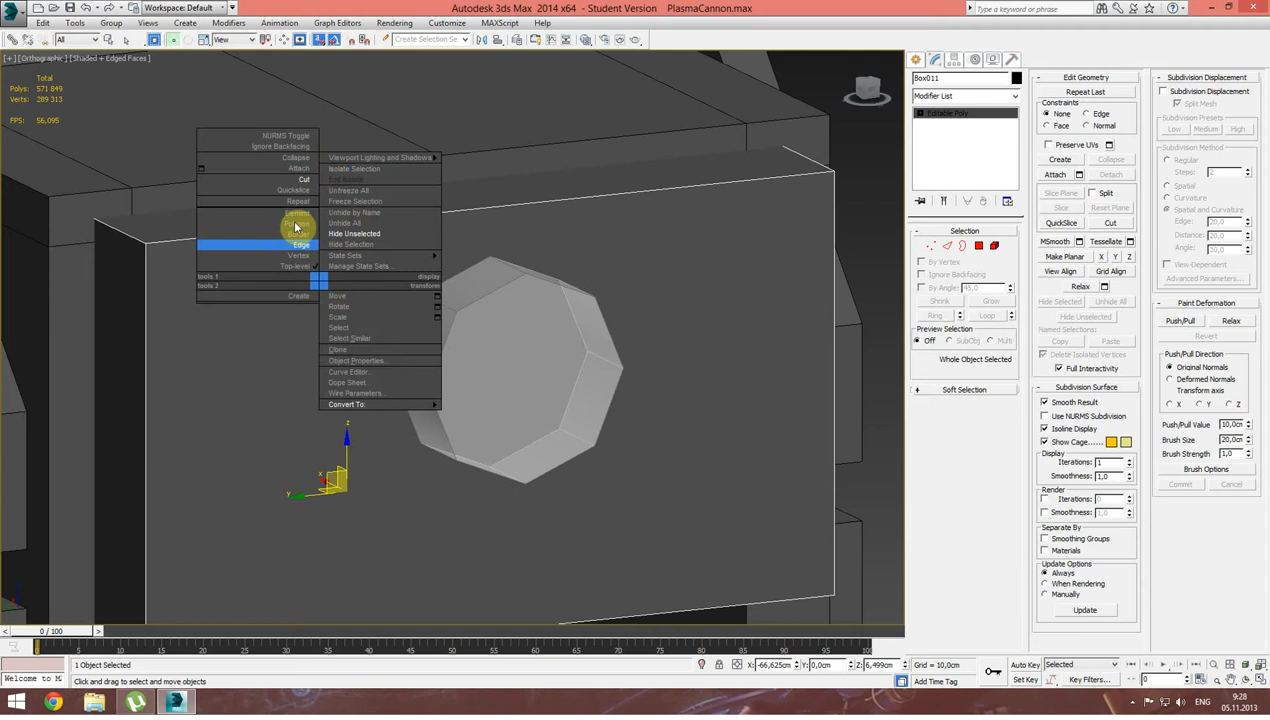 Workspace: Default
Autodesk 3ds Max 2014 x64 - Student Version PlasmaCannon.max
Type a keyword or phrase
Edit Tools Group Views Create Modifiers Animation Graph Editors Rendering Customize MAXScript Help
All View Create Selection Se
[+] [Orthographic] [Shaded + Edged Faces]
Total
Polys: 571 849
Verts: 289 313
FPS: 56,095
NURMS Toggle
Ignore Backfacing
Collapse
Attach
Cut
Quickslice
Repeat
Element
Polygon
Border
Edge
Vertex
Top-level
tools 1
tools 2
Create
Viewport Lighting and Shadows
Isolate Selection
End Isolate
Unfreeze All
Freeze Selection
Unhide by Name
Unhide All
Hide Unselected
Hide Selection
State Sets
Manage State Sets...
display
transform
Move
Rotate
Scale
Select
Select Similar
Clone
Object Properties...
Curve Editor...
Dope Sheet...
Wire Parameters...
Convert To:
z
x
y
Box011
Modifier List
Editable Poly
Selection
By Vertex
Ignore Backfacing
By Angle: 45,0
Shrink Grow
Ring Loop
Preview Selection
Off SubObj Multi
Whole Object Selected
Soft Selection
Edit Geometry
Repeat Last
Constraints
None Edge
Face Normal
Preserve UVs
Create Collapse
Attach Detach
Slice Plane Split
Slice Reset Plane
QuickSlice Cut
MSmooth Tessellate
Make Planar X Y Z
View Align Grid Align
Relax
Hide Selected Unhide All
Hide Unselected
Named Selections:
Copy Paste
Delete Isolated Vertices
Full Interactivity
Subdivision Surface
Smooth Result
Use NURMS Subdivision
Isoline Display
Show Cage......
Display
Iterations: 1
Smoothness: 1,0
Render
Iterations: 0
Smoothness: 1,0
Separate By
Smoothing Groups
Materials
Update Options
Always
When Rendering
Manually
Update
Subdivision Displacement
Subdivision Displacement
Split Mesh
Subdivision Presets
Low Medium High
Subdivision Method
Regular
Steps: 2
Spatial
Curvature
Spatial and Curvature
Edge: 20,0
Distance: 20,0
Angle: 10,0
View-Dependent
Advanced Parameters...
Paint Deformation
Push/Pull Relax
Revert
Push/Pull Direction
Original Normals
Deformed Normals
Transform axis
X Y Z
Push/Pull Value 10,0cm
Brush Size 20,0cm
Brush Strength 1,0
Brush Options
Commit Cancel
0 / 100
0 5 10 15 20 25 30 35 40 45 50 55 60 65 70 75 80 85 90 95 100
1 Object Selected
X: -66,625cm Y: 0,0cm Z: 6,499cm Grid = 10,0cm
Auto Key Selected
Welcome to M
Click and drag to select and move objects
Add Time Tag
Set Key Key Filters... 0
ENG
9:28
05.11.2013